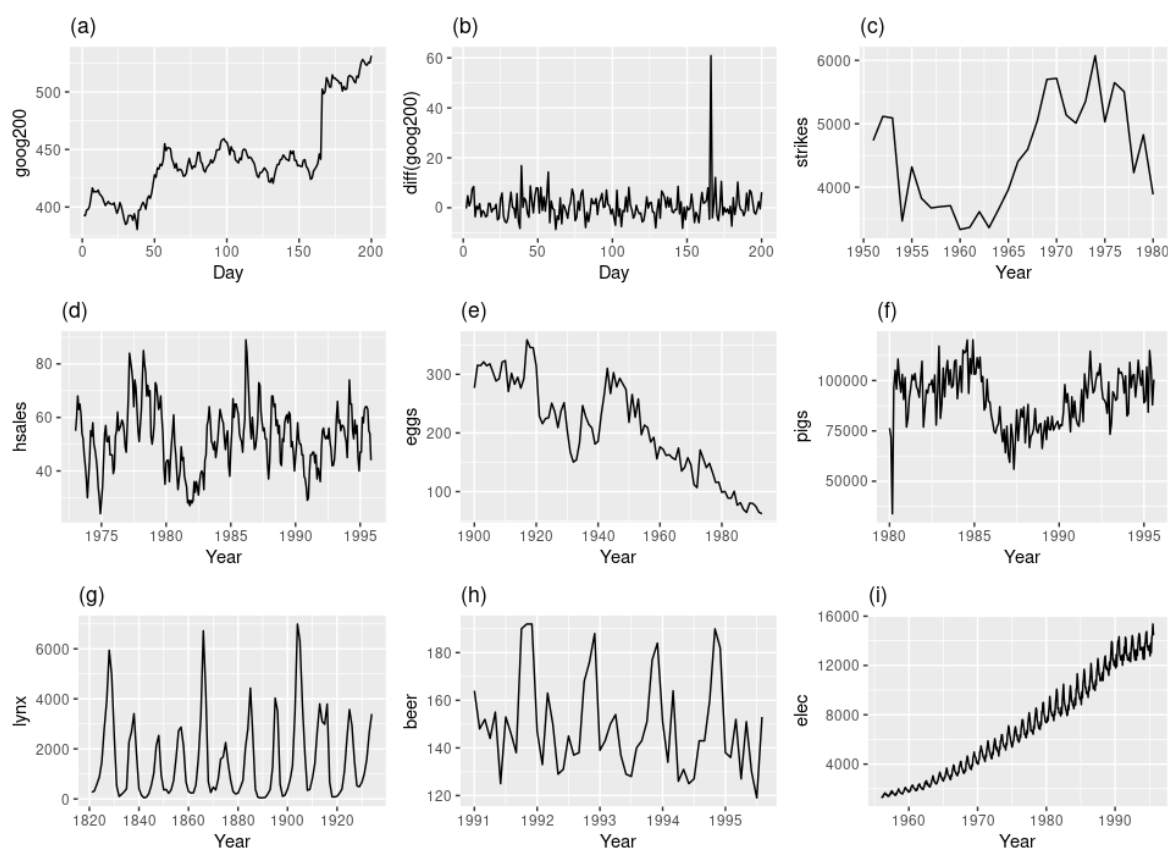 (a)
goog200
500
450
400
0
50
100
150
200
Day
(b)
diff(goog200)
60
40
20
0
0
50
100
150
200
Day
(c)
strikes
6000
5000
4000
1950
1955
1960
1965
1970
1975
1980
Year
(d)
hsales
80
60
40
1975
1980
1985
1990
1995
Year
(e)
eggs
300
200
100
1900
1920
1940
1960
1980
Year
(f)
pigs
100000
75000
50000
1980
1985
1990
1995
Year
(g)
lynx
6000
4000
2000
0
1820
1840
1860
1880
1900
1920
Year
(h)
beer
180
160
140
120
1991
1992
1993
1994
1995
Year
(i)
elec
16000
12000
8000
4000
1960
1970
1980
1990
Year